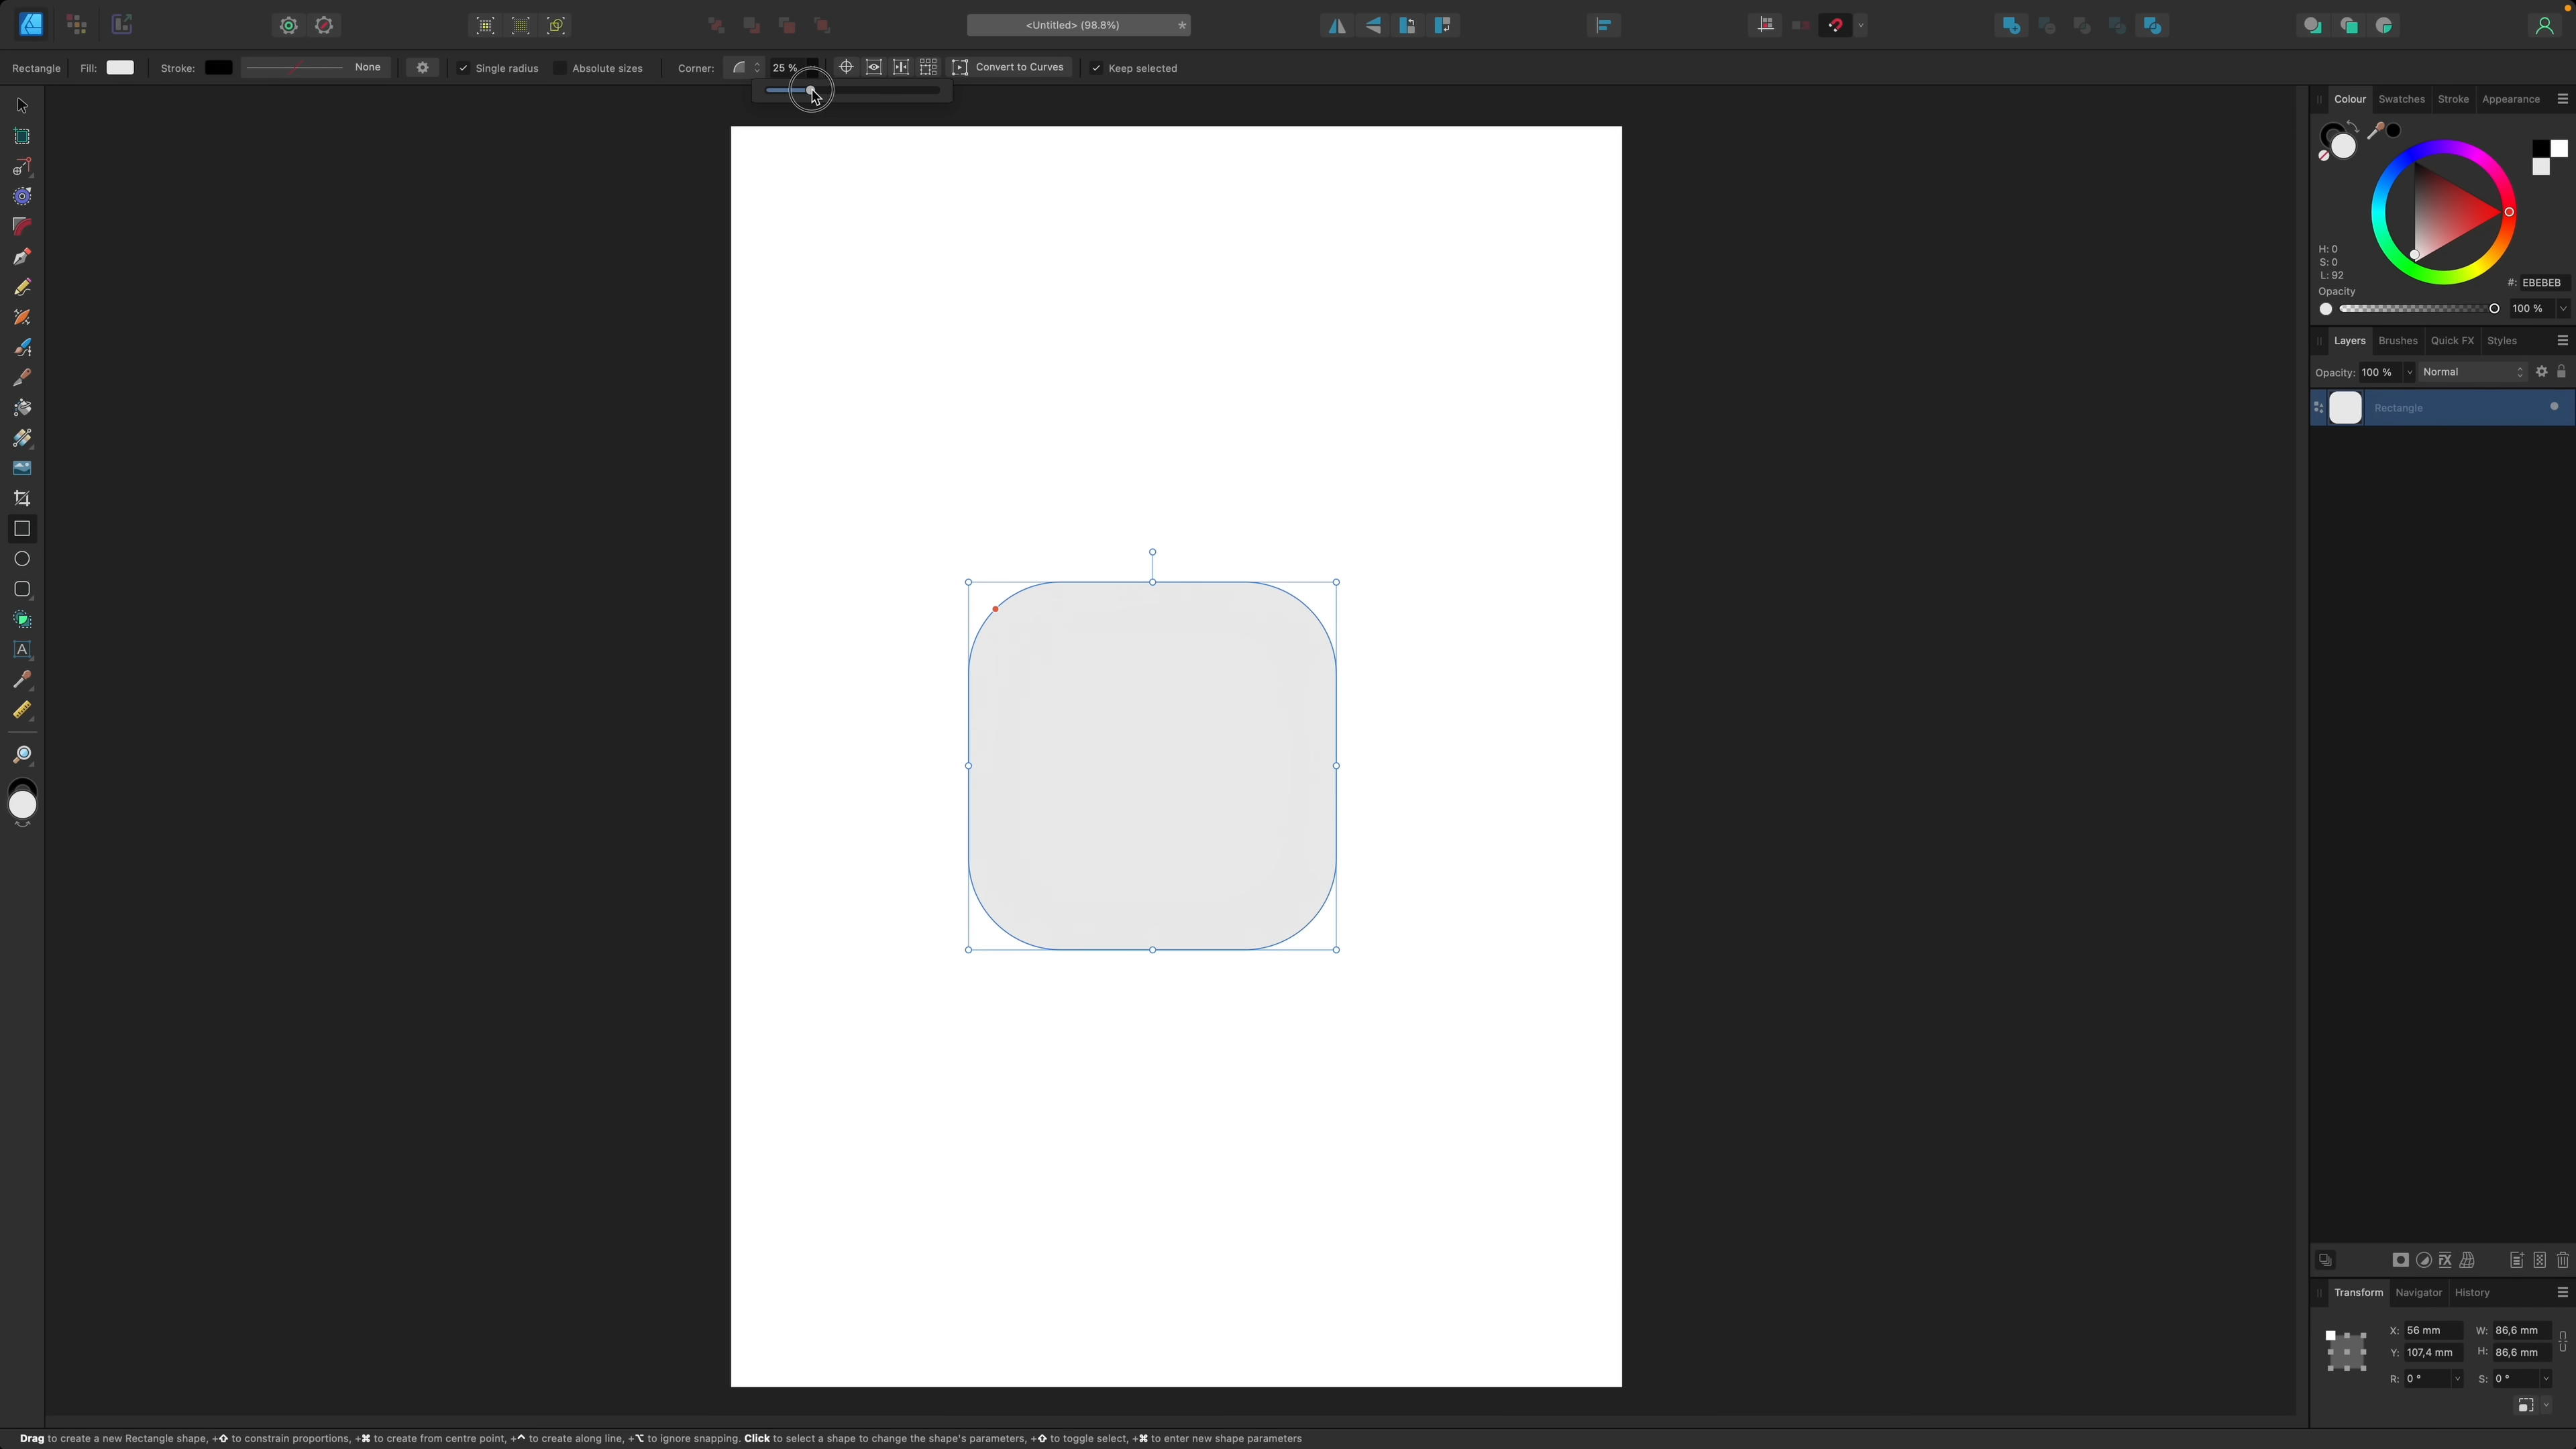 <Untitled> (98.8%)
Rectangle Fill: Stroke: None Single radius Absolute sizes Corner: 25 % Convert to Curves Keep selected
Colour Swatches Stroke Appearance
H: 0
S: 0
L: 92
#: EBEBEB
Opacity
100 %
Layers Brushes Quick FX Styles
Opacity: 100 % Normal
Rectangle
A
Transform Navigator History
X: 56 mm W: 86,6 mm
Y: 107,4 mm H: 86,6 mm
R: 0 ° S: 0 °
Drag to create a new Rectangle shape, +⇧ to constrain proportions, +⌘ to create from centre point, +^ to create along line, +⌥ to ignore snapping. Click to select a shape to change the shape's parameters, +⇧ to toggle select, +⌘ to enter new shape parameters